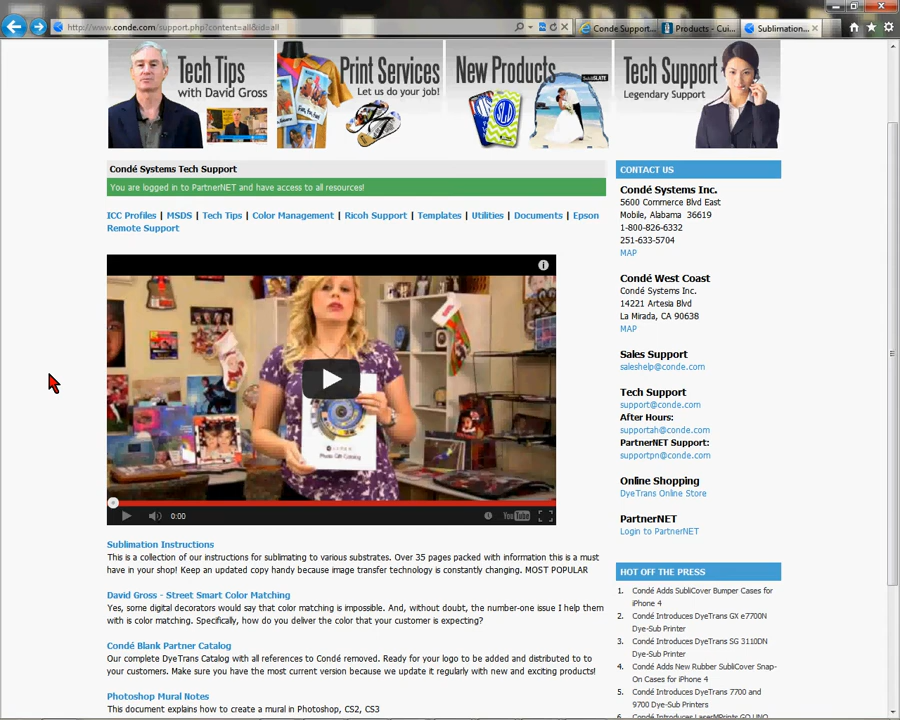 http://www.conde.com/support.php?content=all&id=all
Conde Support...
Products - Cui...
Sublimation...
Tech Tips
with David Gross
Print Services
Let us do your job!
New Products
SubliSLATE
Tech Support
Legendary Support
Condé Systems Tech Support
You are logged in to PartnerNET and have access to all resources!
ICC Profiles | MSDS | Tech Tips | Color Management | Ricoh Support | Templates | Utilities | Documents | Epson
Remote Support
Photo Gift Catalog
0:00
YouTube
Sublimation Instructions
This is a collection of our instructions for sublimating to various substrates. Over 35 pages packed with information this is a must
have in your shop! Keep an updated copy handy because image transfer technology is constantly changing. MOST POPULAR
David Gross - Street Smart Color Matching
Yes, some digital decorators would say that color matching is impossible. And, without doubt, the number-one issue I help them
with is color matching. Specifically, how do you deliver the color that your customer is expecting?
Condé Blank Partner Catalog
Our complete DyeTrans Catalog with all references to Condé removed. Ready for your logo to be added and distributed to to
your customers. Make sure you have the most current version because we update it regularly with new and exciting products!
Photoshop Mural Notes
This document explains how to create a mural in Photoshop, CS2, CS3
CONTACT US
Condé Systems Inc.
5600 Commerce Blvd East
Mobile, Alabama 36619
1-800-826-6332
251-633-5704
MAP
Condé West Coast
Condé Systems Inc.
14221 Artesia Blvd
La Mirada, CA 90638
MAP
Sales Support
saleshelp@conde.com
Tech Support
support@conde.com
After Hours:
supportah@conde.com
PartnerNET Support:
supportpn@conde.com
Online Shopping
DyeTrans Online Store
PartnerNET
Login to PartnerNET
HOT OFF THE PRESS
1. Condé Adds SubliCover Bumper Cases for
iPhone 4
2. Condé Introduces DyeTrans GX e7700N
Dye-Sub Printer
3. Condé Introduces DyeTrans SG 3110DN
Dye-Sub Printer
4. Condé Adds New Rubber SubliCover Snap-
On Cases for iPhone 4
5. Condé Introduces DyeTrans 7700 and
9700 Dye-Sub Printers
6. Condé Introduces LaserMPrints GO UNO